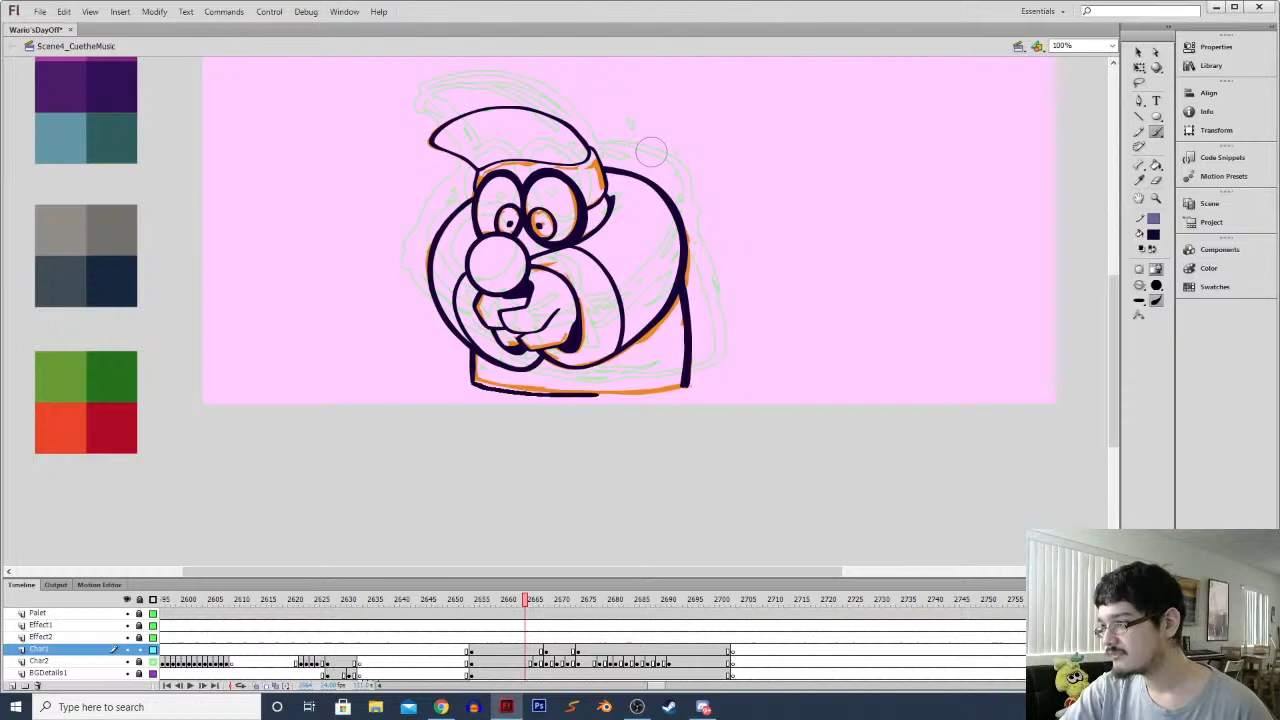 Fl File Edit View Insert Modify Text Commands Control Debug Window Help Essentials
Wario'sDayOff*
Scene4_CuetheMusic 100%
Properties
Library
Align
Info
Transform
Code Snippets
Motion Presets
Scene
Project
Components
Color
Swatches
Timeline Output Motion Editor
95 2600 2605 2610 2615 2620 2625 2630 2635 2640 2645 2650 2655 2660 2665 2670 2675 2680 2685 2690 2695 2700 2705 2710 2715 2720 2725 2730 2735 2740 2745 2750 2755
Palet
Effect1
Effect2
Char1
Char2
BGDetails1
Type here to search